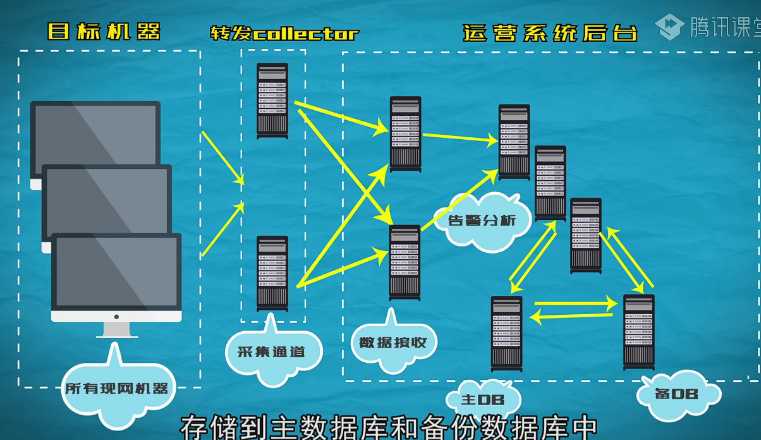 目标机器
转发collector
运营系统后台
腾讯课堂
告警分析
采集通道
数据接收
所有现网机器
主DB
备DB
存储到主数据库和备份数据库中